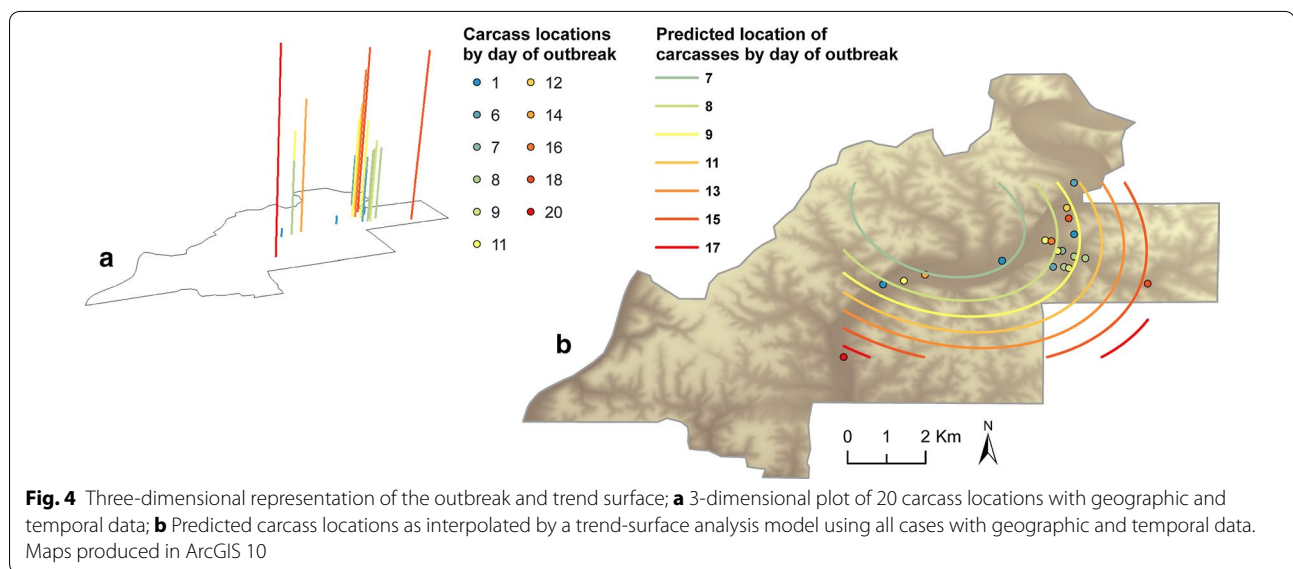 Carcass locations
by day of outbreak
1
12
6
14
7
16
8
18
9
20
11
Predicted location of
carcasses by day of outbreak
7
8
9
11
13
15
17
a
b
0 1 2 Km
N
Fig. 4 Three-dimensional representation of the outbreak and trend surface; a 3-dimensional plot of 20 carcass locations with geographic and
temporal data; b Predicted carcass locations as interpolated by a trend-surface analysis model using all cases with geographic and temporal data.
Maps produced in ArcGIS 10